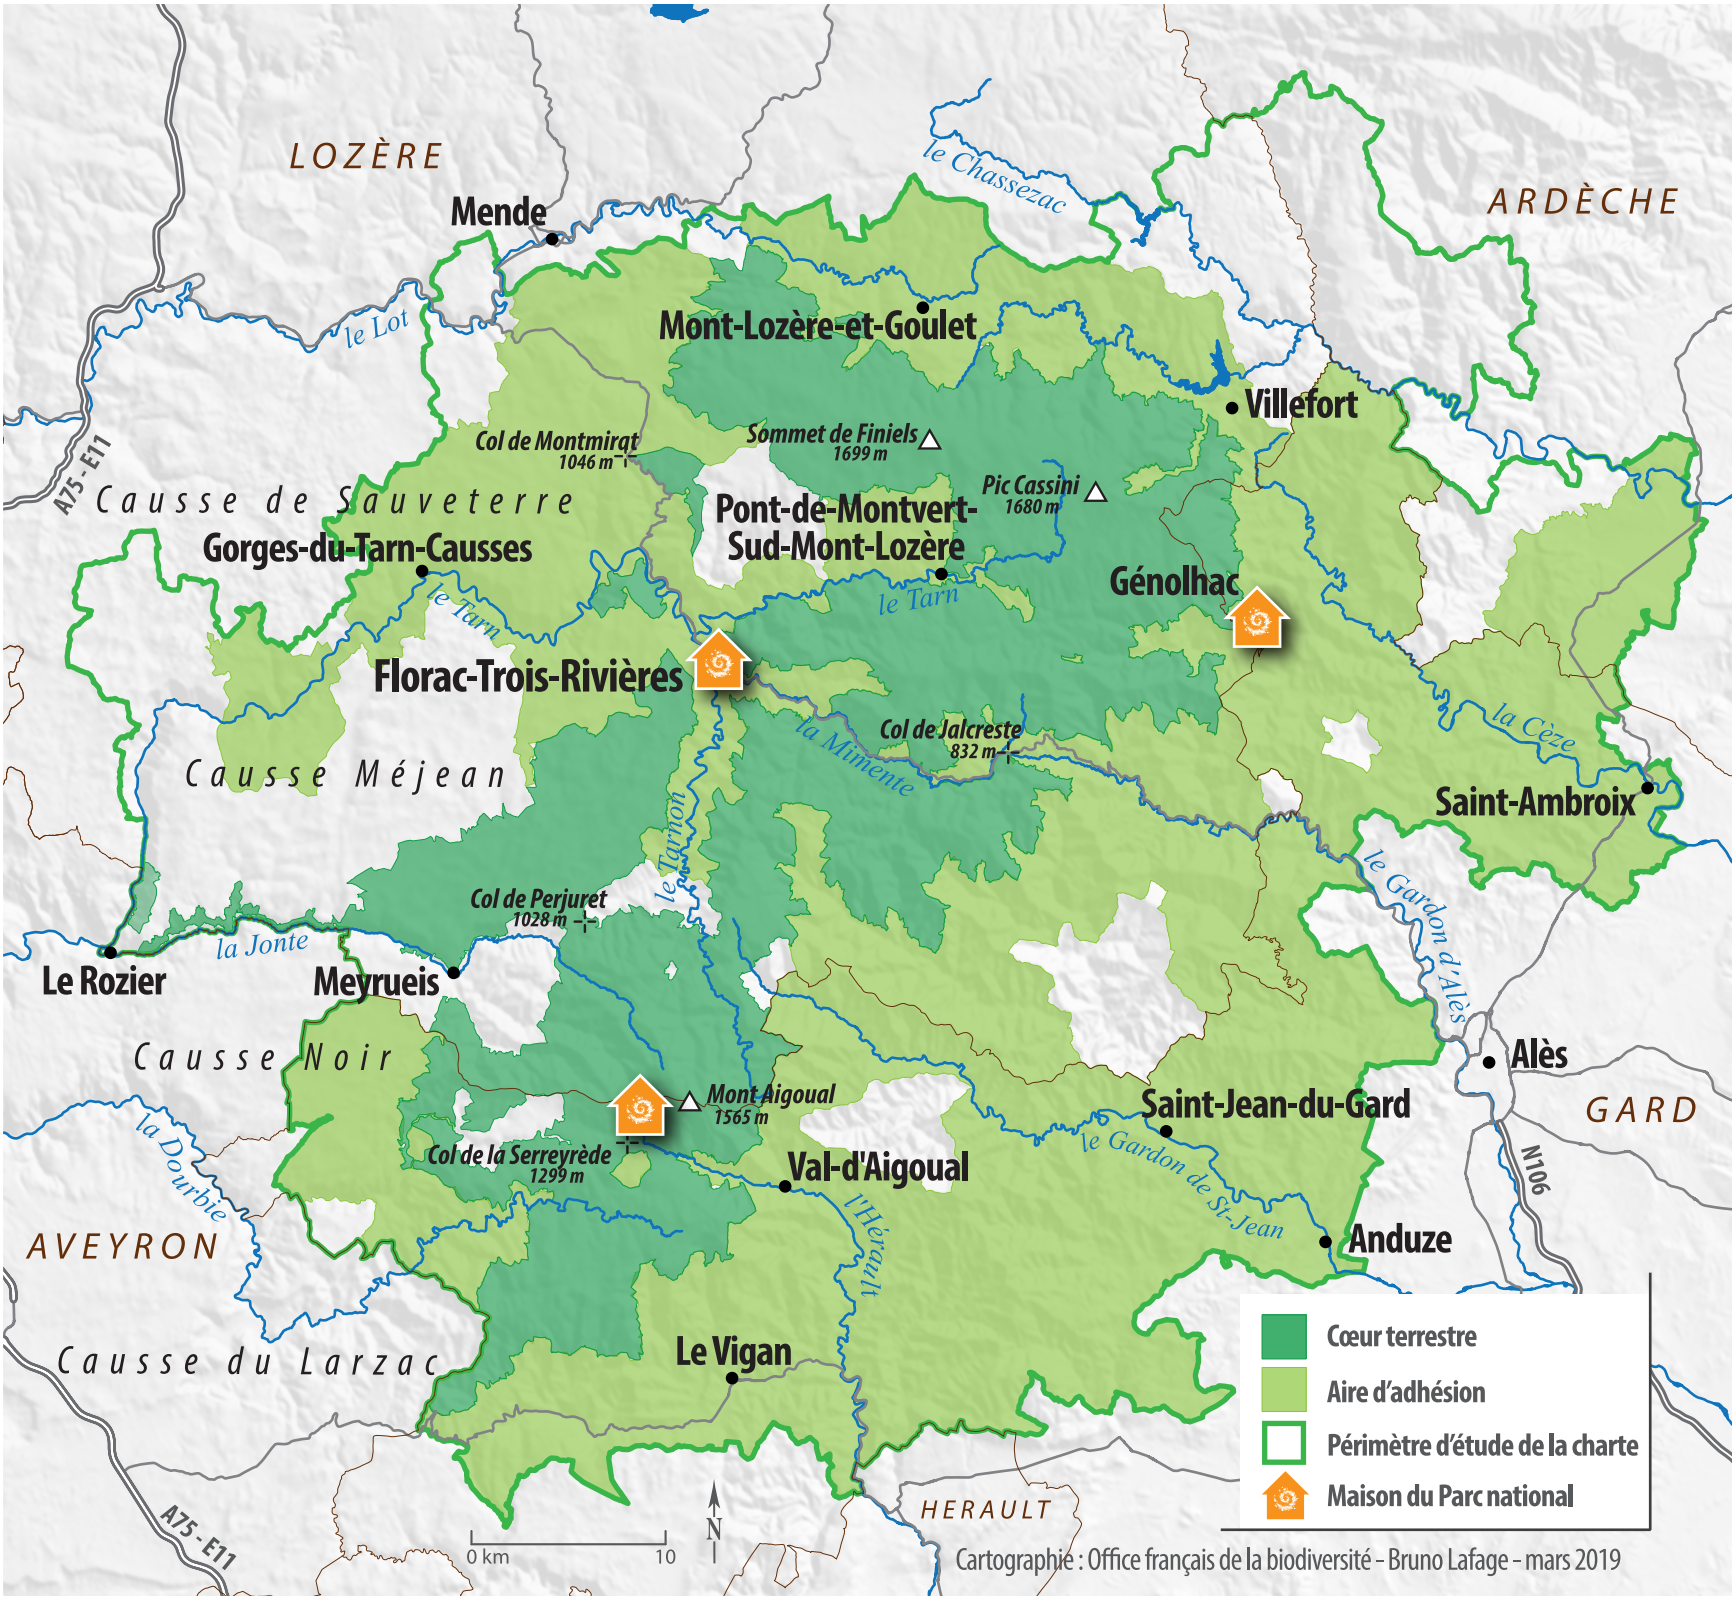 LOZÈRE
ARDÈCHE
le Chassezac
Mende
le Lot
Mont-Lozère-et-Goulet
Villefort
A75 - E11
Col de Montmirat
1046 m
Sommet de Finiels
1699 m
Pic Cassini
1680 m
Causse de Sauveterre
Pont-de-Montvert-
Sud-Mont-Lozère
Gorges-du-Tarn-Causses
le Tarn
le Tarn
Génolhac
Florac-Trois-Rivières
la Cèze
Col de Jalcreste
832 m
la Mimente
Causse Méjean
Saint-Ambroix
le Tarnon
le Gardon d'Alès
Col de Perjuret
1028 m
la Jonte
Le Rozier
Meyrueis
Causse Noir
Alès
Mont Aigoual
1565 m
Saint-Jean-du-Gard
GARD
la Dourbie
Col de la Serreyrède
1299 m
Val-d'Aigoual
le Gardon de St-Jean
N106
l'Hérault
AVEYRON
Anduze
Causse du Larzac
Le Vigan
Cœur terrestre
Aire d'adhésion
Périmètre d'étude de la charte
Maison du Parc national
A75 - E11
HERAULT
N
0 km 10
Cartographie : Office français de la biodiversité - Bruno Lafage - mars 2019